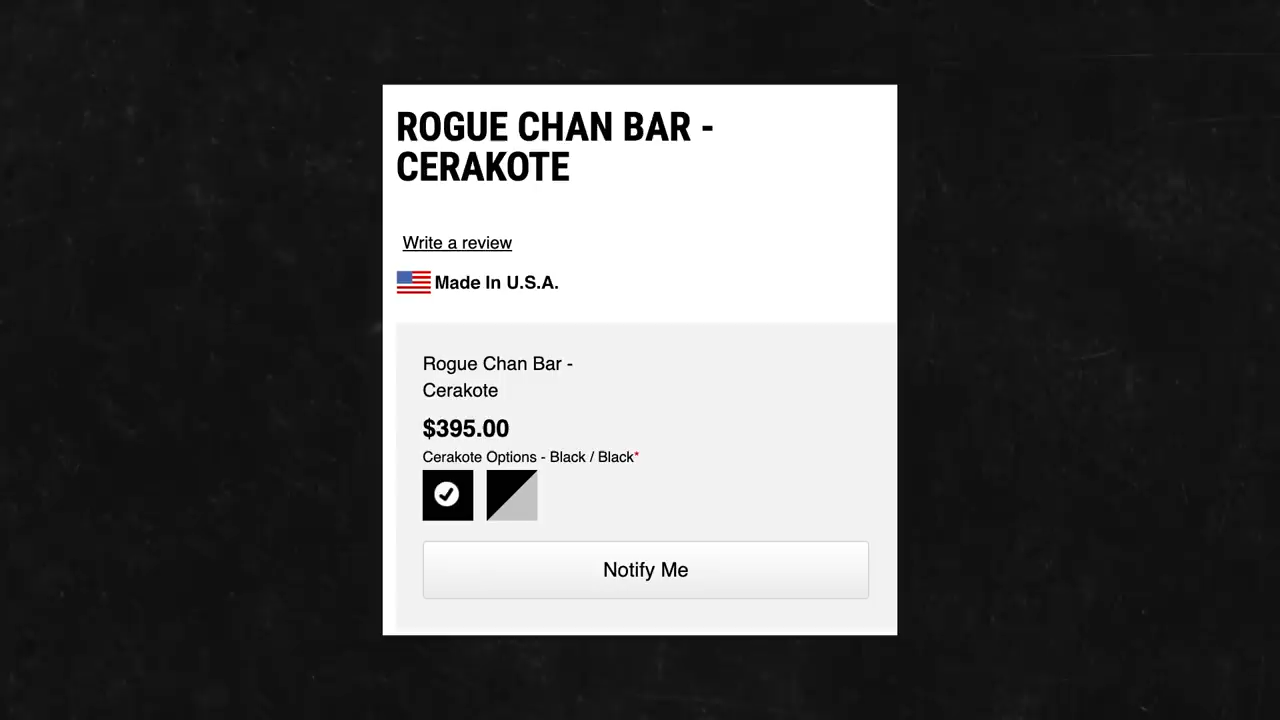 ROGUE CHAN BAR -
CERAKOTE
Write a review
Made In U.S.A.
Rogue Chan Bar -
Cerakote
$395.00
Cerakote Options - Black / Black*
Notify Me